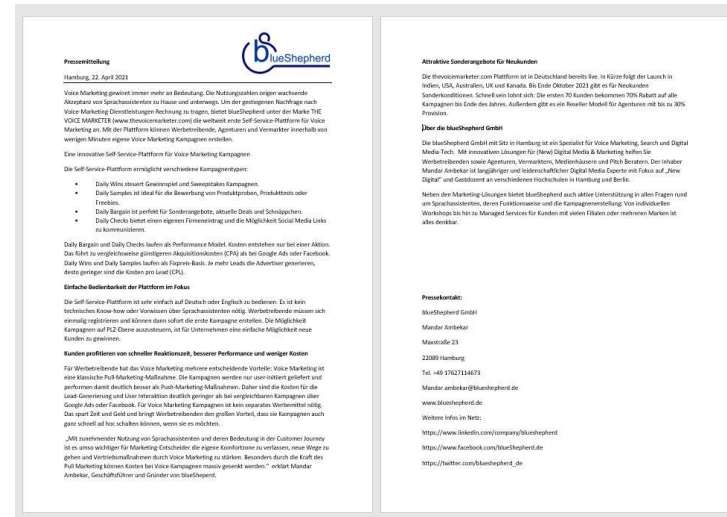 blueShepherd
Pressemitteilung
Hamburg, 22. April 2021
Voice Marketing gewinnt immer mehr an Bedeutung. Die Nutzungszahlen zeigen wachsende
Akzeptanz von Sprachassistenten zu Hause und unterwegs. Um der gestiegenen Nachfrage nach
Voice-Marketing-Dienstleistungen Rechnung zu tragen, bietet blueShepherd unter der Marke THE
VOICE MARKETER (www.thevoicemarketer.com) die weltweit erste Self-Service-Plattform für Voice
Marketing an. Mit der Plattform können Werbetreibende, Agenturen und Vermarkter innerhalb von
wenigen Minuten eigene Voice Marketing Kampagnen erstellen.
Eine innovative Self-Service-Plattform für Voice Marketing Kampagnen
Die Self-Service-Plattform ermöglicht verschiedene Kampagnentypen:
• Daily Wins steuert Gewinnspiel und Sweepstakes Kampagnen.
• Daily Samples ist ideal für die Bewerbung von Produktproben, Produkttests oder
Freebies.
• Daily Bargain ist perfekt für Sonderangebote, aktuelle Deals und Schnäppchen.
• Daily Checks bietet einen eigenen Firmeneintrag und die Möglichkeit Social Media Links
zu kommunizieren.
Daily Bargain und Daily Checks laufen als Performance Model. Kosten entstehen nur bei einer Aktion.
Das führt zu vergleichsweise günstigeren Akquisitionskosten (CPA) als bei Google Ads oder Facebook.
Daily Wins und Daily Samples laufen als Fixpreis-Basis. Je mehr Leads die Advertiser generieren,
desto geringer sind die Kosten pro Lead (CPL).
Einfache Bedienbarkeit der Plattform im Fokus
Die Self-Service-Plattform ist sehr einfach auf Deutsch oder Englisch zu bedienen. Es ist kein
technisches Know-how oder Vorwissen über Sprachassistenten nötig. Werbetreibende müssen sich
einmalig registrieren und können dann sofort die erste Kampagne erstellen. Die Möglichkeit
Kampagnen auf PLZ-Ebene auszusteuern, ist für Unternehmen eine einfache Möglichkeit neue
Kunden zu gewinnen.
Kunden profitieren von schneller Reaktionszeit, besserer Performance und weniger Kosten
Für Werbetreibende hat das Voice Marketing mehrere entscheidende Vorteile: Voice Marketing ist
eine klassische Pull-Marketing-Maßnahme. Die Kampagnen werden nur user-initiiert geliefert und
performen damit deutlich besser als Push-Marketing-Maßnahmen. Daher sind die Kosten für die
Lead-Generierung und User Interaktion deutlich geringer als bei vergleichbaren Kampagnen über
Google Ads oder Facebook. Für Voice Marketing Kampagnen ist kein separates Werbemittel nötig.
Das spart Zeit und Geld und bringt Werbetreibenden den großen Vorteil, dass sie Kampagnen auch
ganz schnell ad hoc schalten können, wenn sie es möchten.
„Mit zunehmender Nutzung von Sprachassistenten und deren Bedeutung in der Customer Journey
ist es umso wichtiger für Marketing-Entscheider die eigene Komfortzone zu verlassen, neue Wege zu
gehen und Vertriebsmaßnahmen durch Voice Marketing zu stärken. Besonders durch die Kraft des
Pull Marketing können Kosten bei Voice Kampagnen massiv gesenkt werden.“ erklärt Mandar
Ambekar, Geschäftsführer und Gründer von blueSheperd.
Attraktive Sonderangebote für Neukunden
Die thevoicemarketer.com Plattform ist in Deutschland bereits live. In Kürze folgt der Launch in
Indien, USA, Australien, UK und Kanada. Bis Ende Oktober 2021 gibt es für Neukunden
Sonderkonditionen. Schnell sein lohnt sich: Die ersten 70 Kunden bekommen 70% Rabatt auf alle
Kampagnen bis Ende des Jahres. Außerdem gibt es ein Reseller Modell für Agenturen mit bis zu 30%
Provision.
Über die blueShepherd GmbH
Die blueShepherd GmbH mit Sitz in Hamburg ist ein Spezialist für Voice Marketing, Search und Digital
Media-Tech. Mit innovativen Lösungen für (New) Digital Media & Marketing helfen Sie
Werbetreibenden sowie Agenturen, Vermarktern, Medienhäusern und Pitch Beratern. Der Inhaber
Mandar Ambekar ist langjähriger und leidenschaftlicher Digital Media Experte mit Fokus auf „New
Digital“ und Gastdozent an verschiedenen Hochschulen in Hamburg und Berlin.
Neben den Marketing-Lösungen bietet blueShepherd auch aktive Unterstützung in allen Fragen rund
um Sprachassistenten, deren Funktionsweise und die Kampagnenerstellung: Von individuellen
Workshops bis hin zu Managed Services für Kunden mit vielen Filialen oder mehreren Marken ist
alles denkbar.
Pressekontakt:
blueShepherd GmbH
Mandar Ambekar
Maxstraße 23
22089 Hamburg
Tel. +49 17627114673
Mandar.ambekar@blueshepherd.de
www.blueshepherd.de
Weitere Infos im Netz:
https://www.linkedin.com/company/blueshepherd
https://www.facebook.com/blueShepherd.de
https://twitter.com/blueshepherd_de